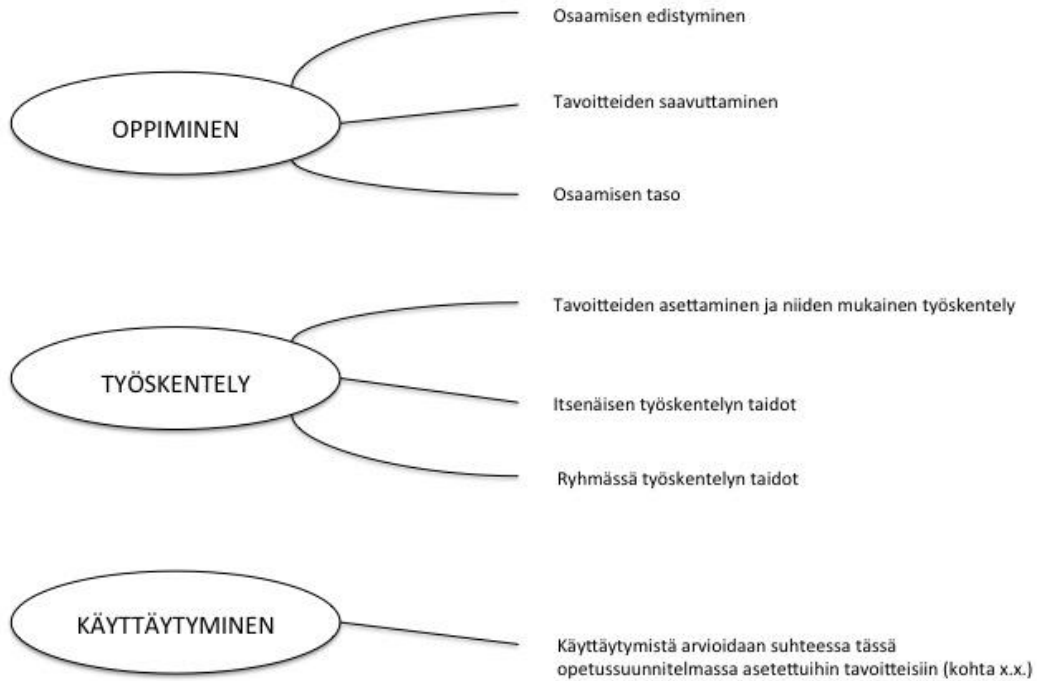 Osaamisen edistyminen
OPPIMINEN
Tavoitteiden saavuttaminen
Osaamisen taso
Tavoitteiden asettaminen ja niiden mukainen työskentely
TYÖSKENTELY
Itsenäisen työskentelyn taidot
Ryhmässä työskentelyn taidot
KÄYTTÄYTYMINEN
Käyttäytymistä arvioidaan suhteessa tässä
opetussuunnitelmassa asetettuihin tavoitteisiin (kohta x.x.)